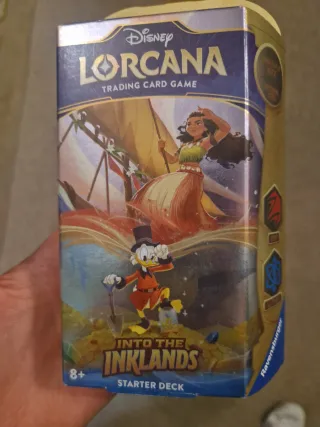 Disney
LORCANA
TRADING CARD GAME
INTO THE
INKLANDS
8+
STARTER DECK
Ravensburger